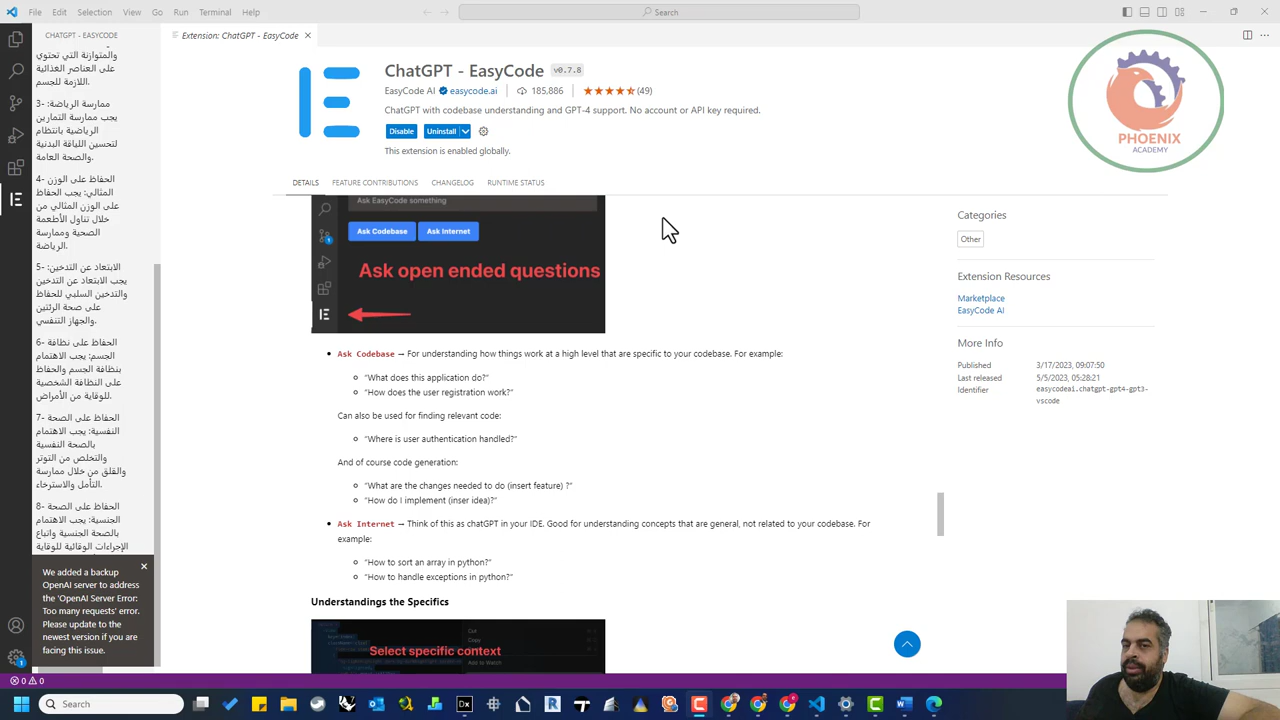 File Edit Selection View Go Run Terminal Help
Search
CHATGPT - EASYCODE
Extension: ChatGPT - EasyCode
والمتوازنة التي تحتوي
على العناصر الغذائية
اللازمة للجسم.
3- ممارسة الرياضة:
يجب ممارسة التمارين
الرياضية بانتظام
لتحسين اللياقة البدنية
والصحة العامة.
4- الحفاظ على الوزن
المثالي: يجب الحفاظ
على الوزن المثالي من
خلال تناول الأطعمة
الصحية وممارسة
الرياضة.
5- الابتعاد عن التدخين:
يجب الابتعاد عن التدخين
والتدخين السلبي للحفاظ
على صحة الرئتين
والجهاز التنفسي.
6- الحفاظ على نظافة
الجسم: يجب الاهتمام
بنظافة الجسم والحفاظ
على النظافة الشخصية
للوقاية من الأمراض.
7- الحفاظ على الصحة
النفسية: يجب الاهتمام
بالصحة النفسية
والتخلص من التوتر
والقلق من خلال ممارسة
التأمل والاسترخاء.
8- الحفاظ على الصحة
الجنسية: يجب الاهتمام
بالصحة الجنسية واتباع
الإجراءات الوقائية للوقاية
We added a backup
OpenAI server to address
the 'OpenAI Server Error:
Too many requests' error.
Please update to the
newest version if you are
facing this issue.
ChatGPT - EasyCode v0.7.8
EasyCode AI easycode.ai 185,886 (49)
ChatGPT with codebase understanding and GPT-4 support. No account or API key required.
Disable Uninstall
This extension is enabled globally.
DETAILS FEATURE CONTRIBUTIONS CHANGELOG RUNTIME STATUS
Ask EasyCode something
Ask Codebase Ask Internet
Ask open ended questions
Ask Codebase → For understanding how things work at a high level that are specific to your codebase. For example:
"What does this application do?"
"How does the user registration work?"
Can also be used for finding relevant code:
"Where is user authentication handled?"
And of course code generation:
"What are the changes needed to do (insert feature) ?"
"How do I implement (inser idea)?"
Ask Internet → Think of this as chatGPT in your IDE. Good for understanding concepts that are general, not related to your codebase. For
example:
"How to sort an array in python?"
"How to handle exceptions in python?"
Understandings the Specifics
Cut
Copy
Select specific context
Add to Watch
Categories
Other
Extension Resources
Marketplace
EasyCode AI
More Info
Published 3/17/2023, 09:07:50
Last released 5/5/2023, 05:28:21
Identifier easycodeai.chatgpt-gpt4-gpt3-
vscode
PHOENIX
ACADEMY
0 0
Search